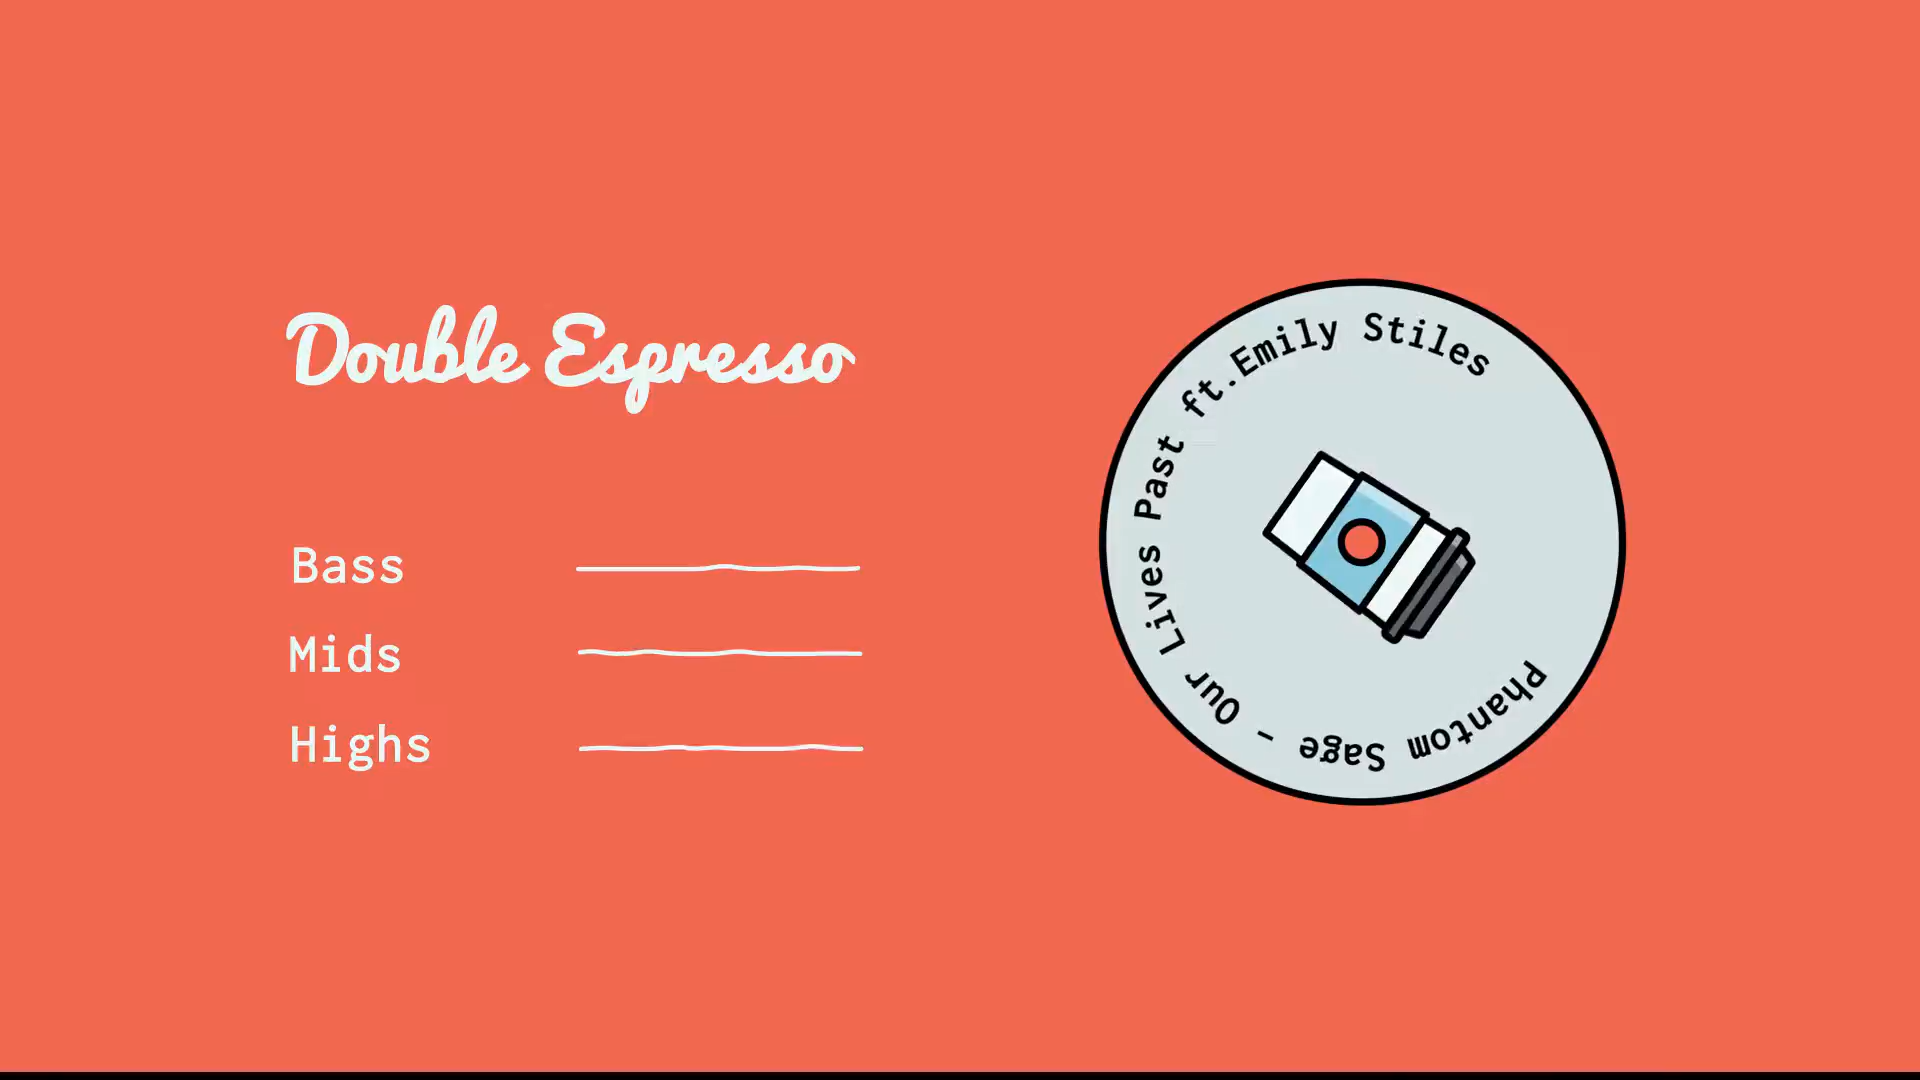 Double Espresso
Bass
Mids
Highs
Phantom Sage - Our Lives Past ft.Emily Stiles